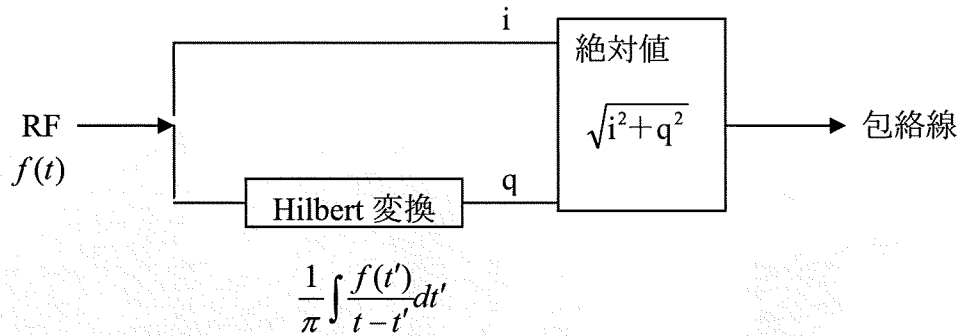 i
絶対値
√i²+q²
RF
f(t)
包絡線
q
Hilbert 変換
1/π ∫ f(t′)/(t−t′) dt′